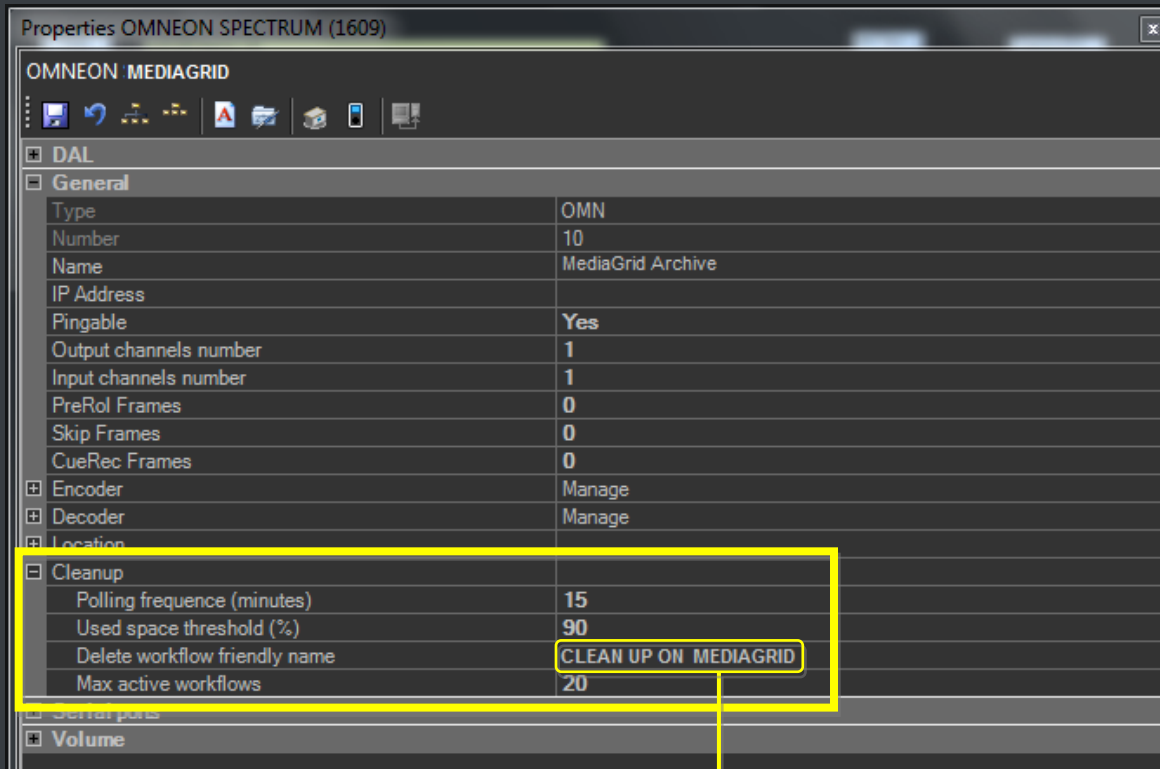 Properties OMNEON SPECTRUM (1609)
OMNEON:MEDIAGRID
DAL
General
Type OMN
Number 10
Name MediaGrid Archive
IP Address
Pingable Yes
Output channels number 1
Input channels number 1
PreRol Frames 0
Skip Frames 0
CueRec Frames 0
Encoder Manage
Decoder Manage
Location
Cleanup
Polling frequence (minutes) 15
Used space threshold (%) 90
Delete workflow friendly name CLEAN UP ON MEDIAGRID
Max active workflows 20
Serial ports
Volume